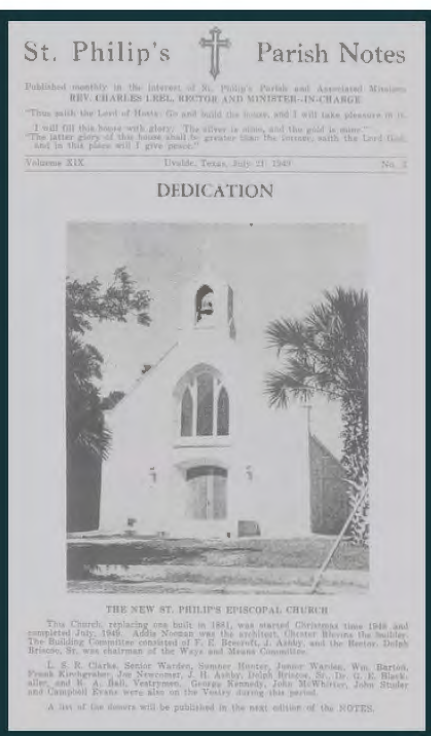 St. Philip's Parish Notes
Published monthly in the interest of St. Philip's Parish and Associated Missions
REV. CHARLES LREL, RECTOR AND MINISTER-IN-CHARGE
"Thus saith the Lord of Hosts: Go and build the house, and I will take pleasure in it.
I will fill this house with glory. The silver is mine, and the gold is mine."
"The latter glory of this house shall be greater than the former, saith the Lord God,
and in this place will I give peace."
Volume XIX Uvalde, Texas, July 21, 1949 No. 
DEDICATION
THE NEW ST. PHILIP'S EPISCOPAL CHURCH
This Church, replacing one built in 1881, was started Christmas time 1948 and
completed July, 1949. Addis Noonan was the architect, Chester Blevins the builder.
The Building Committee consisted of F. E. Beecroft, J. Ashby, and the Rector. Dolph
Briscoe, Sr. was chairman of the Ways and Means Committee.
L. S. R. Clarke, Senior Warden, Sumner Hunter, Junior Warden, Wm. Barton,
Frank Kirchgraber, Jos Newcomer, J. H. Ashby, Dolph Briscoe, Sr., Dr. G. E. Black-
aller, and R. A. Ball, Vestrymen. George Kennedy, John McWhirter, John Studer
and Campbell Evans were also on the Vestry during this period.
A list of the donors will be published in the next edition of the NOTES.